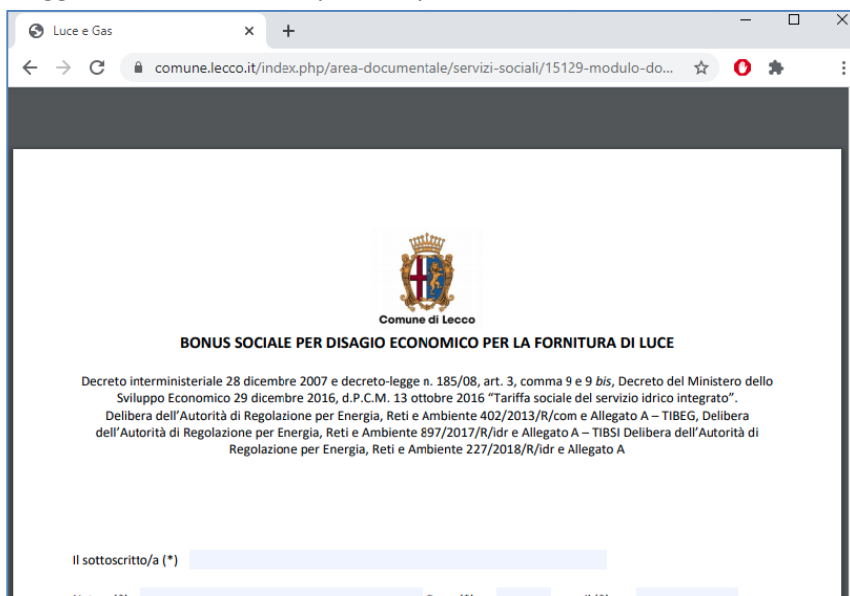 Luce e Gas
comune.lecco.it/index.php/area-documentale/servizi-sociali/15129-modulo-do...
Comune di Lecco
BONUS SOCIALE PER DISAGIO ECONOMICO PER LA FORNITURA DI LUCE
Decreto interministeriale 28 dicembre 2007 e decreto-legge n. 185/08, art. 3, comma 9 e 9 bis, Decreto del Ministero dello
Sviluppo Economico 29 dicembre 2016, d.P.C.M. 13 ottobre 2016 “Tariffa sociale del servizio idrico
integrato”.
Delibera dell’Autorità di Regolazione per Energia, Reti e Ambiente 402/2013/R/com e Allegato A – TIBEG, Delibera
dell’Autorità di Regolazione per Energia, Reti e Ambiente 897/2017/R/idr e Allegato A – TIBSI Delibera dell’Autorità di
Regolazione per Energia, Reti e Ambiente 227/2018/R/idr e Allegato A
Il sottoscritto/a (*)